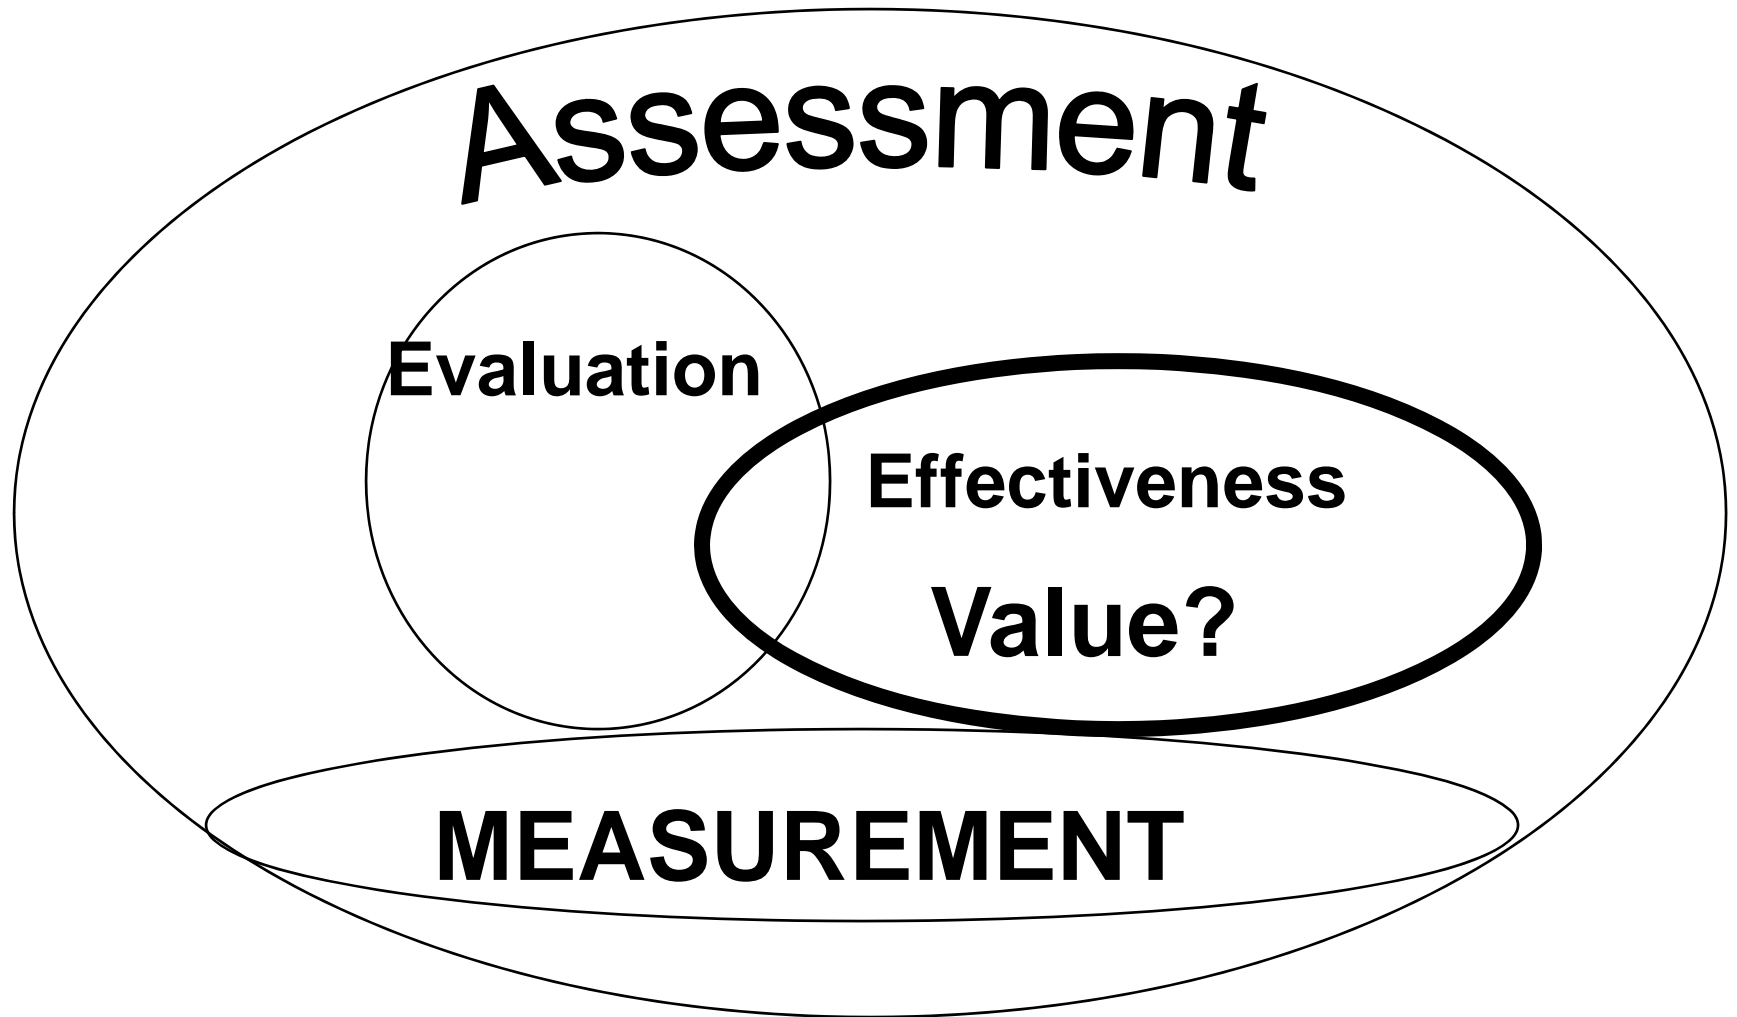 Assessment
Evaluation
Effectiveness
Value?
MEASUREMENT